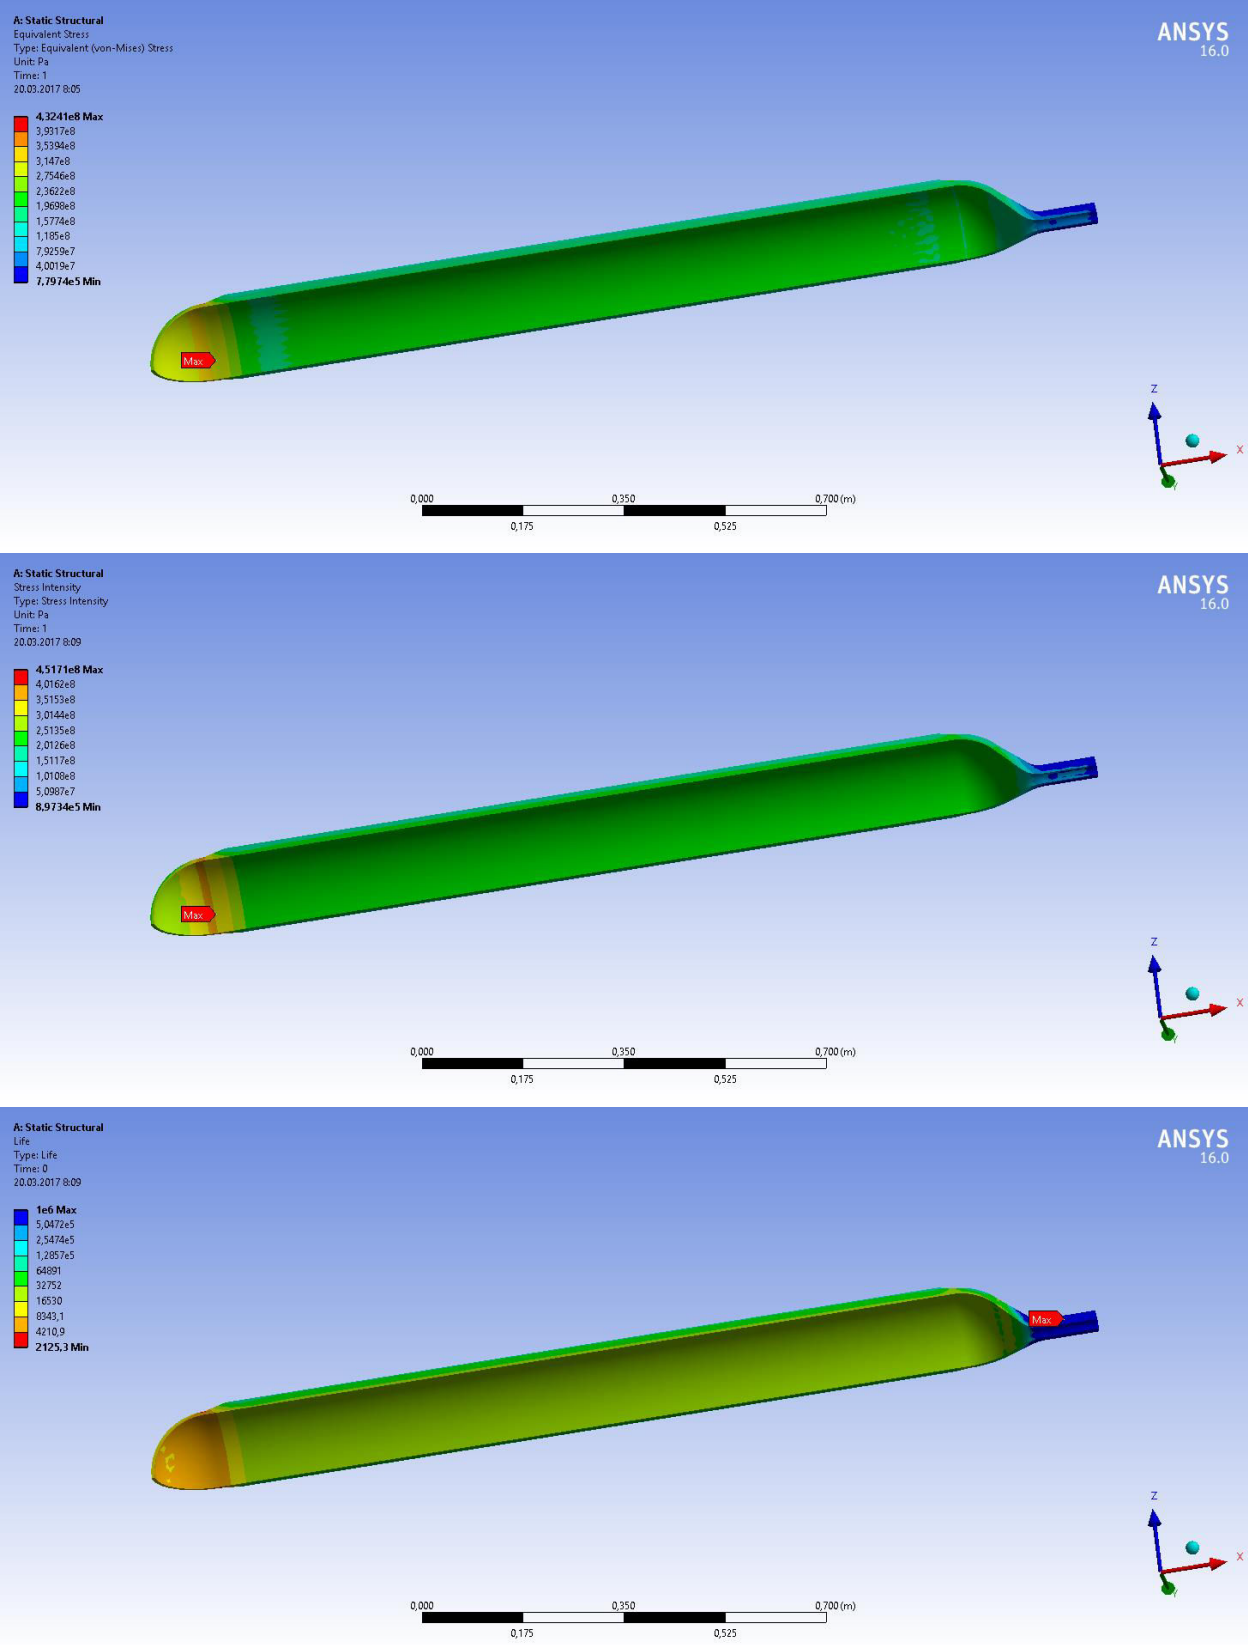 A: Static Structural
Equivalent Stress
Type: Equivalent (von-Mises) Stress
Unit: Pa
Time: 1
20.03.2017 8:05
ANSYS
16.0
4,3241e8 Max
3,9317e8
3,5394e8
3,147e8
2,7546e8
2,3622e8
1,9698e8
1,5774e8
1,185e8
7,9259e7
4,0019e7
7,7974e5 Min
Max
Z
X
Y
0,000 0,350 0,700 (m)
0,175 0,525
A: Static Structural
Stress Intensity
Type: Stress Intensity
Unit: Pa
Time: 1
20.03.2017 8:09
ANSYS
16.0
4,5171e8 Max
4,0162e8
3,5153e8
3,0144e8
2,5135e8
2,0126e8
1,5117e8
1,0108e8
5,0987e7
8,9734e5 Min
Max
Z
X
Y
0,000 0,350 0,700 (m)
0,175 0,525
A: Static Structural
Life
Type: Life
Time: 0
20.03.2017 8:09
ANSYS
16.0
1e6 Max
5,0472e5
2,5474e5
1,2857e5
64891
32752
16530
8343,1
4210,9
2125,3 Min
Max
Z
X
Y
0,000 0,350 0,700 (m)
0,175 0,525